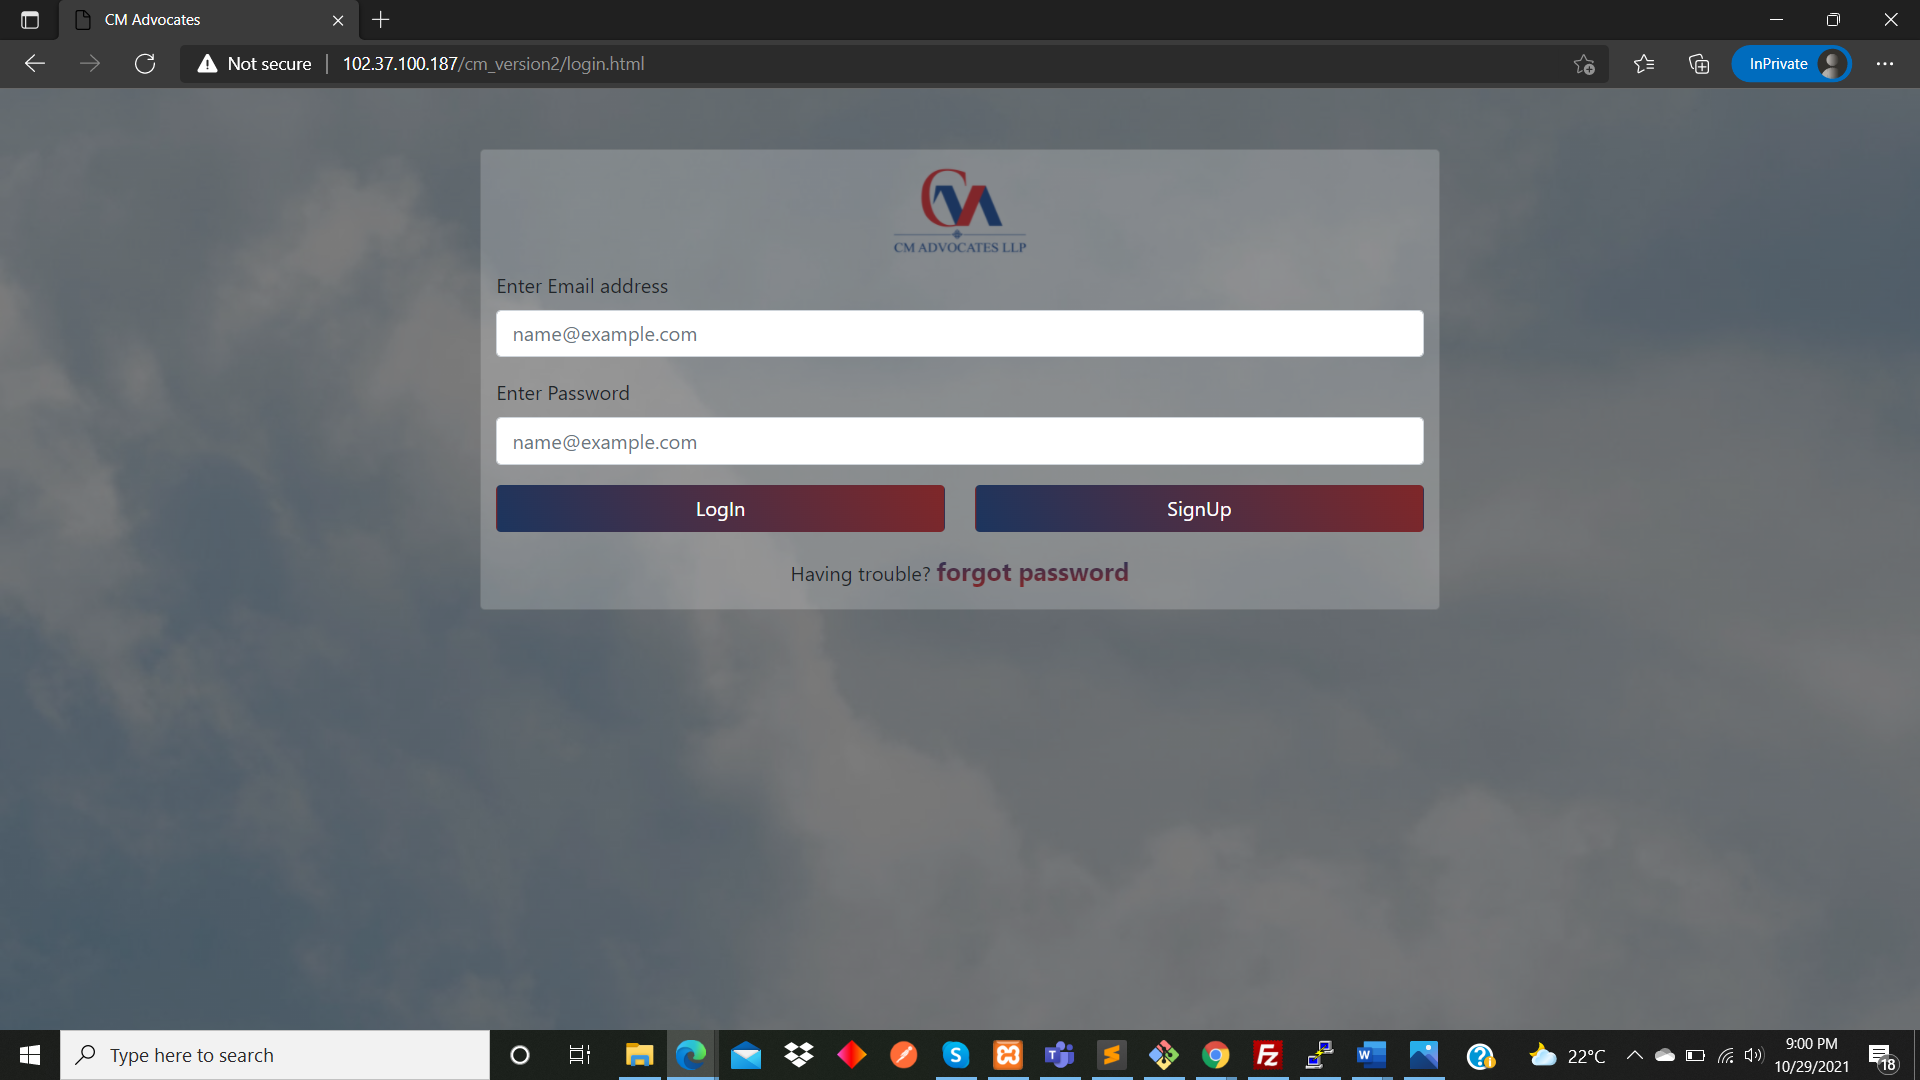 CM Advocates
Not secure
102.37.100.187/cm_version2/login.html
InPrivate
CM ADVOCATES LLP
Enter Email address
name@example.com
Enter Password
name@example.com
LogIn
SignUp
Having trouble? forgot password
Type here to search
22°C
9:00 PM
10/29/2021
18